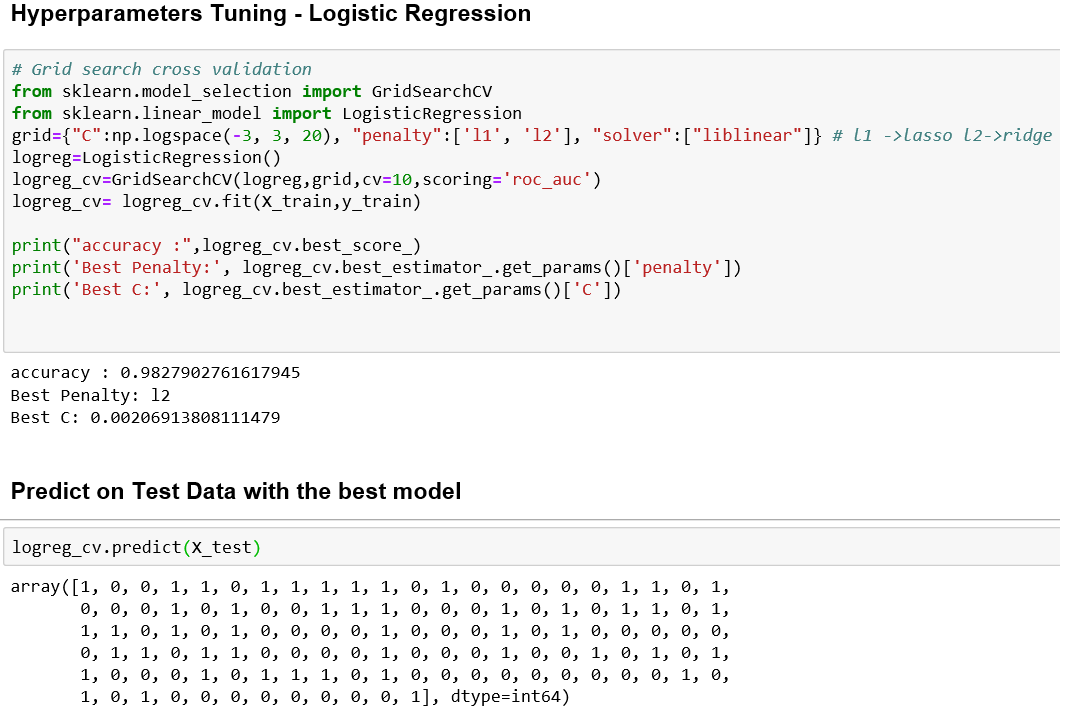 Hyperparameters Tuning - Logistic Regression
# Grid search cross validation
from sklearn.model_selection import GridSearchCV
from sklearn.linear_model import LogisticRegression
grid={"C":np.logspace(-3, 3, 20), "penalty":['l1', 'l2'], "solver":["liblinear"]} # l1 ->lasso l2->ridge
logreg=LogisticRegression()
logreg_cv=GridSearchCV(logreg,grid,cv=10,scoring='roc_auc')
logreg_cv= logreg_cv.fit(X_train,y_train)
print("accuracy :",logreg_cv.best_score_)
print('Best Penalty:', logreg_cv.best_estimator_.get_params()['penalty'])
print('Best C:', logreg_cv.best_estimator_.get_params()['C'])
accuracy : 0.9827902761617945
Best Penalty: l2
Best C: 0.00206913808111479
Predict on Test Data with the best model
logreg_cv.predict(X_test)
array([1, 0, 0, 1, 1, 0, 1, 1, 1, 1, 1, 0, 1, 0, 0, 0, 0, 0, 1, 1, 0, 1,
0, 0, 0, 1, 0, 1, 0, 0, 1, 1, 1, 0, 0, 0, 1, 0, 1, 0, 1, 1, 0, 1,
1, 1, 0, 1, 0, 1, 0, 0, 0, 0, 1, 0, 0, 0, 1, 0, 1, 0, 0, 0, 0, 0,
0, 1, 1, 0, 1, 1, 0, 0, 0, 0, 1, 0, 0, 0, 1, 0, 0, 1, 0, 1, 0, 1,
1, 0, 0, 0, 1, 0, 1, 1, 1, 0, 1, 0, 0, 0, 0, 0, 0, 0, 0, 0, 1, 0,
1, 0, 1, 0, 0, 0, 0, 0, 0, 0, 0, 1], dtype=int64)